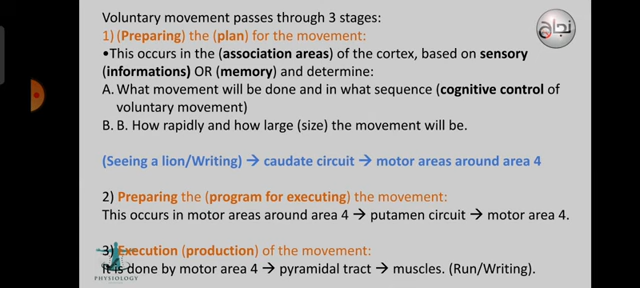 Voluntary movement passes through 3 stages:
1) (Preparing) the (plan) for the movement:
•This occurs in the (association areas) of the cortex, based on sensory
(informations) OR (memory) and determine:
A. What movement will be done and in what sequence (cognitive control of
voluntary movement)
B. B. How rapidly and how large (size) the movement will be.
(Seeing a lion/Writing) → caudate circuit → motor areas around area 4
2) Preparing the (program for executing) the movement:
This occurs in motor areas around area 4 → putamen circuit → motor area 4.
3) Execution (production) of the movement:
It is done by motor area 4 → pyramidal tract → muscles. (Run/Writing).
PHYSIOLOGY
نجاح